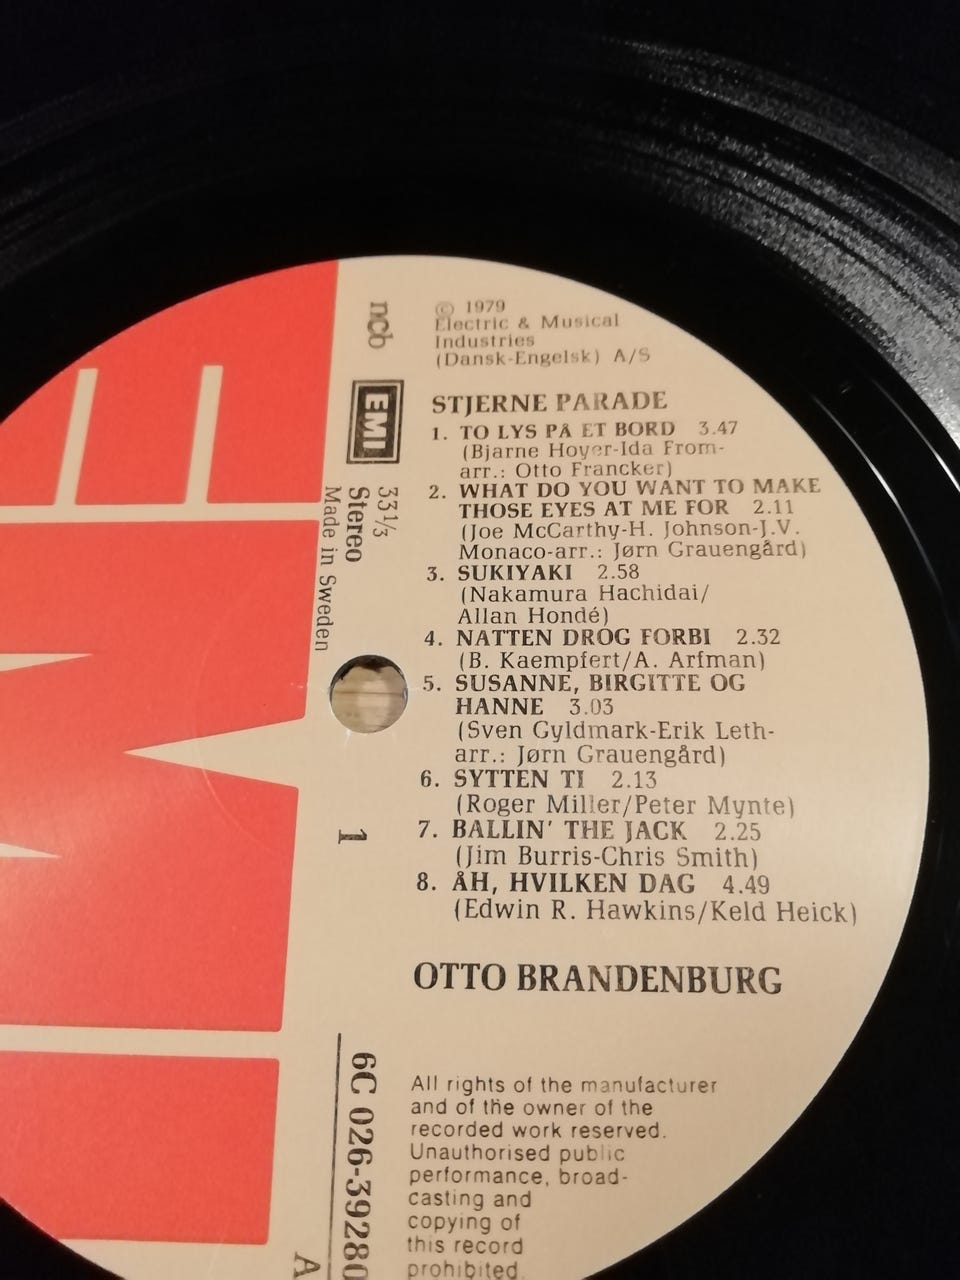 © 1979
Electric & Musical
Industries
(Dansk-Engelsk) A/S
ncb
EMI
33 1/3
Stereo
Made in Sweden
STJERNE PARADE
1. TO LYS PÅ ET BORD 3.47
(Bjarne Hoyer-Ida From-
arr.: Otto Francker)
2. WHAT DO YOU WANT TO MAKE
THOSE EYES AT ME FOR 2.11
(Joe McCarthy-H. Johnson-J.V.
Monaco-arr.: Jørn Grauengård)
3. SUKIYAKI 2.58
(Nakamura Hachidai/
Allan Hondé)
4. NATTEN DROG FORBI 2.32
(B. Kaempfert/A. Arfman)
5. SUSANNE, BIRGITTE OG
HANNE 3.03
(Sven Gyldmark-Erik Leth-
arr.: Jørn Grauengård)
6. SYTTEN TI 2.13
(Roger Miller/Peter Mynte)
7. BALLIN' THE JACK 2.25
(Jim Burris-Chris Smith)
8. ÅH, HVILKEN DAG 4.49
(Edwin R. Hawkins/Keld Heick)
1
OTTO BRANDENBURG
6C 026-39280
A
All rights of the manufacturer
and of the owner of the
recorded work reserved.
Unauthorised public
performance, broad-
casting and
copying of
this record
prohibited.
EMI